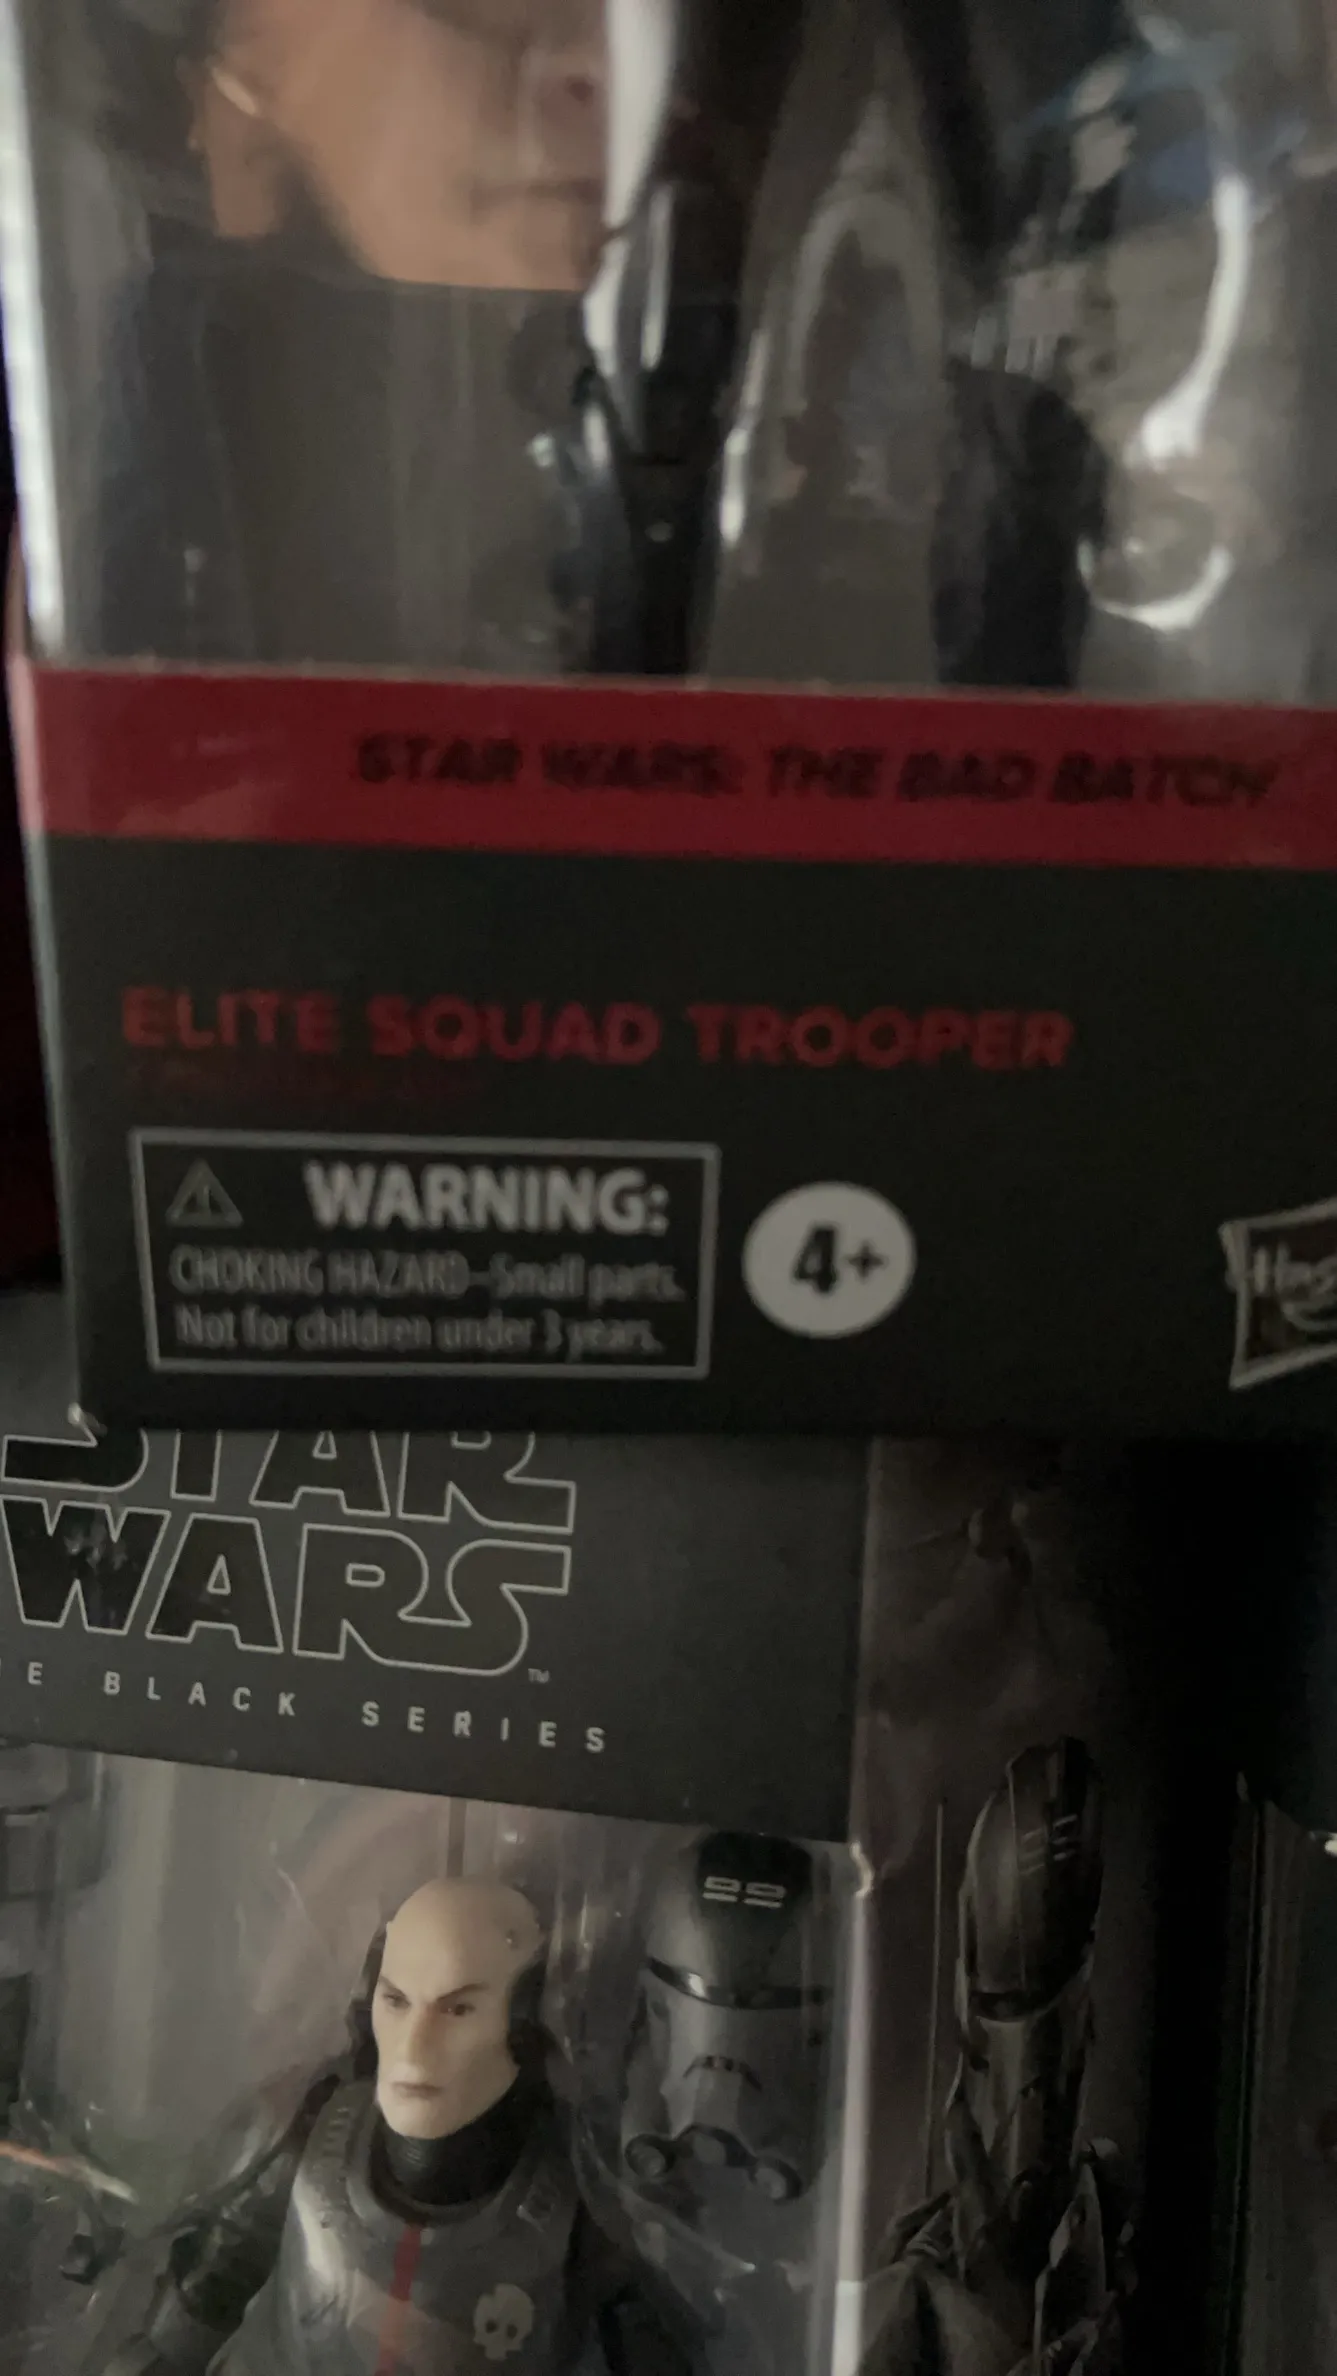 STAR WARS: THE BAD BATCH
ELITE SQUAD TROOPER
WARNING:
CHOKING HAZARD–Small parts.
Not for children under 3 years.
4+
STAR
WARS
TM
BLACK SERIES